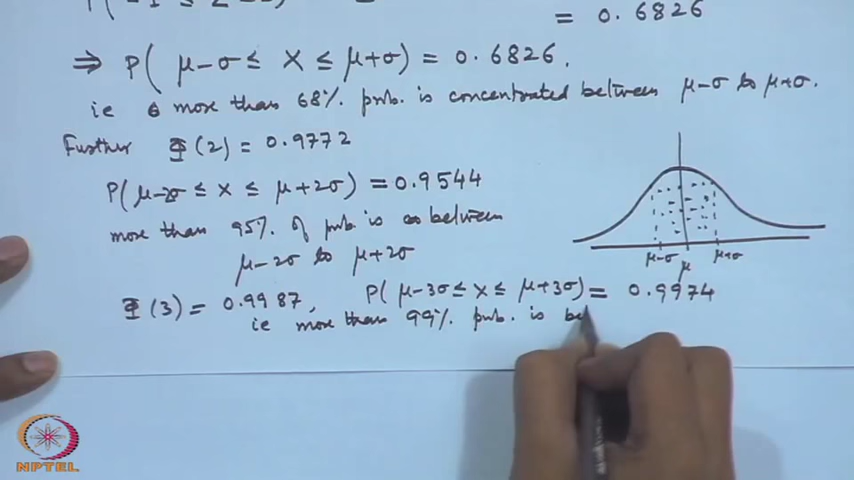 = 0.6826
⇒ P( μ-σ ≤ X ≤ μ+σ) = 0.6826.
ie more than 68% prob. is concentrated between μ-σ to μ+σ.
Further Φ(2) = 0.9772
P(μ-2σ ≤ X ≤ μ+2σ) = 0.9544
more than 95% of prob. is between
μ-2σ to μ+2σ
μ-σ μ μ+σ
Φ(3) = 0.9987, P( μ-3σ ≤ X ≤ μ+3σ) = 0.9974
ie more than 99% prob. is be
NPTEL